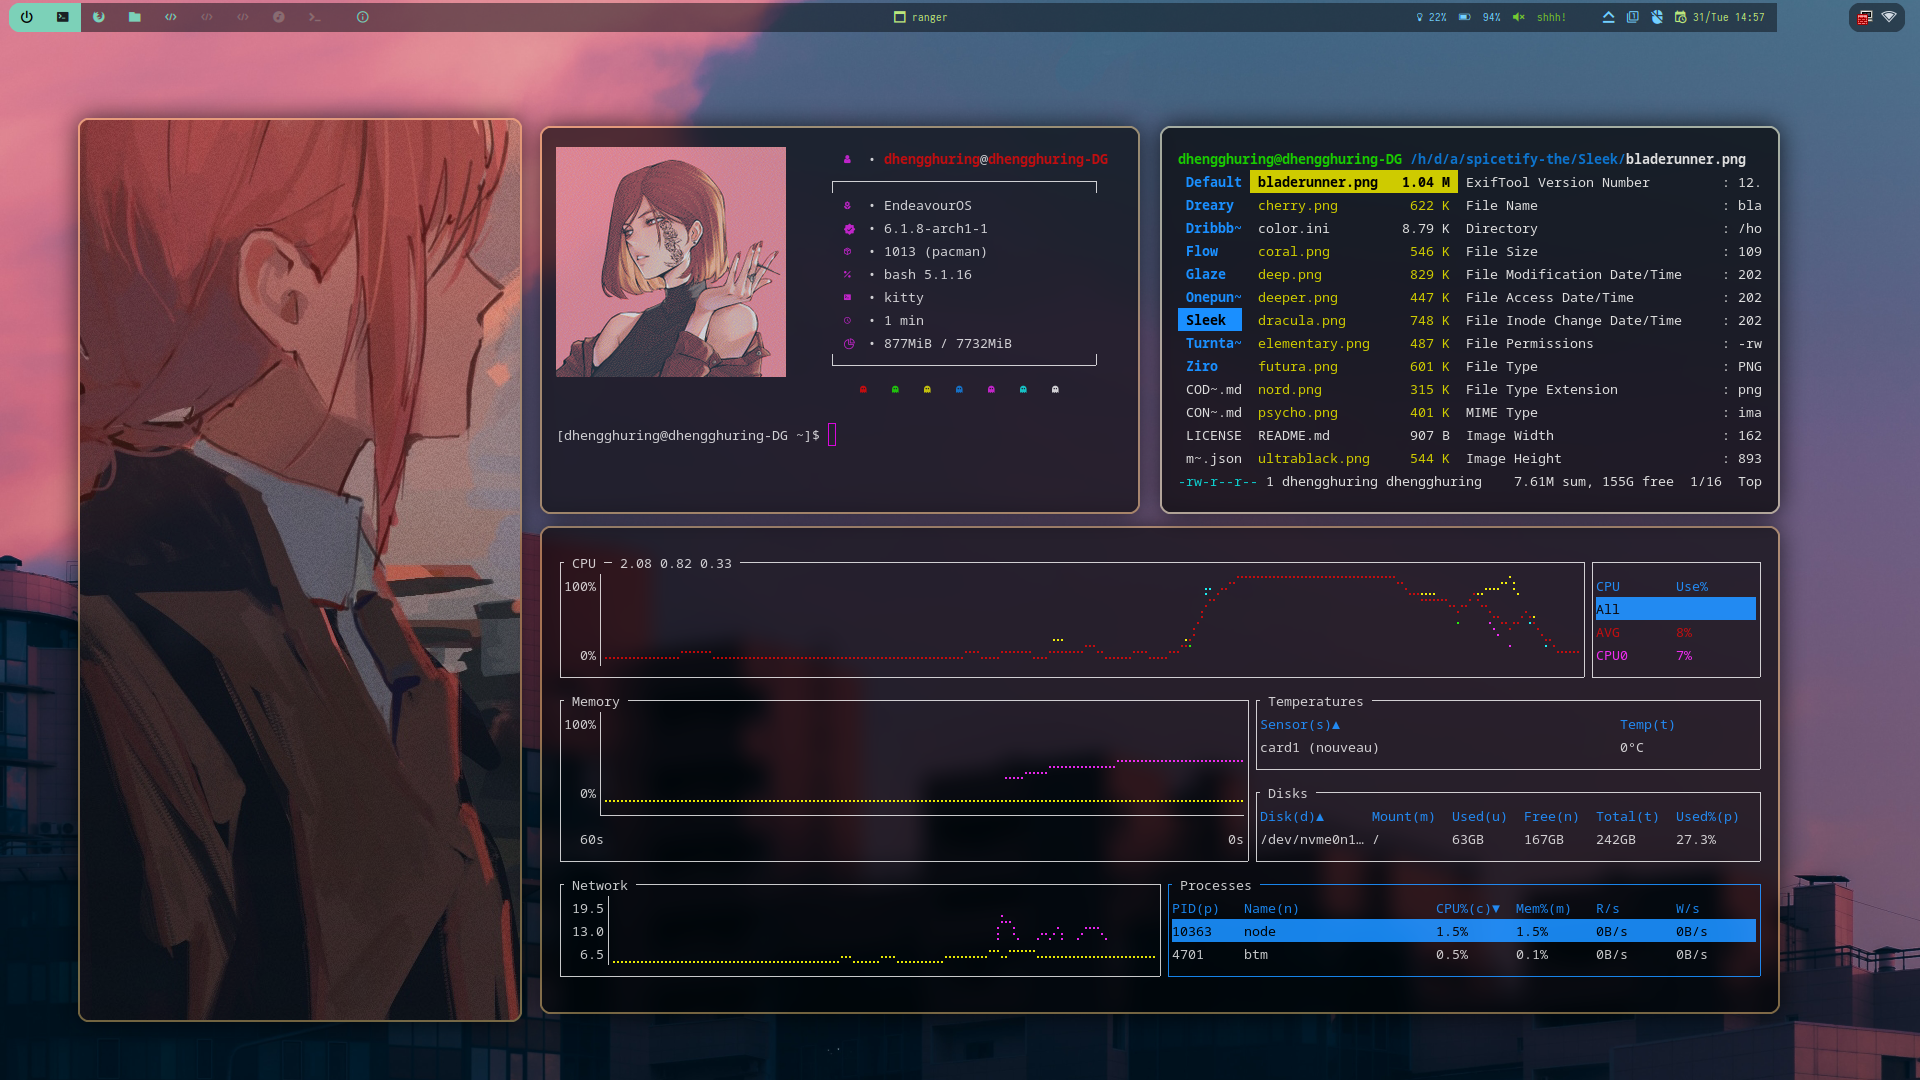 ranger
22% 94% shhh! 31/Tue 14:57
• dhengghuring@dhengghuring-DG
• EndeavourOS
• 6.1.8-arch1-1
• 1013 (pacman)
• bash 5.1.16
• kitty
• 1 min
• 877MiB / 7732MiB
[dhengghuring@dhengghuring-DG ~]$
dhengghuring@dhengghuring-DG /h/d/a/spicetify-the/Sleek/bladerunner.png
Default bladerunner.png 1.04 M ExifTool Version Number : 12.
Dreary cherry.png 622 K File Name : bla
Dribbb~ color.ini 8.79 K Directory : /ho
Flow coral.png 546 K File Size : 109
Glaze deep.png 829 K File Modification Date/Time : 202
Onepun~ deeper.png 447 K File Access Date/Time : 202
Sleek dracula.png 748 K File Inode Change Date/Time : 202
Turnta~ elementary.png 487 K File Permissions : -rw
Ziro futura.png 601 K File Type : PNG
COD~.md nord.png 315 K File Type Extension : png
CON~.md psycho.png 401 K MIME Type : ima
LICENSE README.md 907 B Image Width : 162
m~.json ultrablack.png 544 K Image Height : 893
-rw-r--r-- 1 dhengghuring dhengghuring 7.61M sum, 155G free 1/16 Top
CPU — 2.08 0.82 0.33
100%
0%
CPU Use%
All
AVG 8%
CPU0 7%
Memory
100%
0%
60s 0s
Temperatures
Sensor(s)▲ Temp(t)
card1 (nouveau) 0°C
Disks
Disk(d)▲ Mount(m) Used(u) Free(n) Total(t) Used%(p)
/dev/nvme0n1… / 63GB 167GB 242GB 27.3%
Network
19.5
13.0
6.5
Processes
PID(p) Name(n) CPU%(c)▼ Mem%(m) R/s W/s
10363 node 1.5% 1.5% 0B/s 0B/s
4701 btm 0.5% 0.1% 0B/s 0B/s